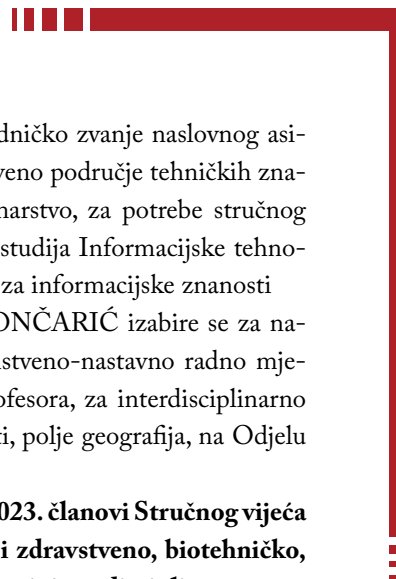 dničko zvanje naslovnog asi-
veno područje tehničkih zna-
narstvo, za potrebe stručnog
studija Informacijske tehno-
za informacijske znanosti
ONČARIĆ izabire se za na-
nstveno-nastavno radno mje-
ofesora, za interdisciplinarno
ti, polje geografija, na Odjelu
023. članovi Stručnog vijeća
i zdravstveno, biotehničko,